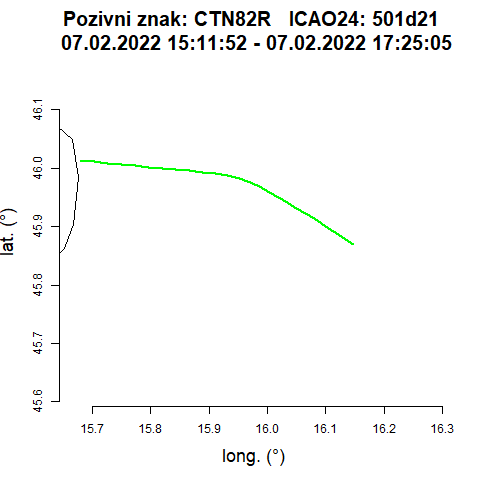 Pozivni znak: CTN82R   ICAO24: 501d21
07.02.2022 15:11:52 - 07.02.2022 17:25:05
46.1
46.0
45.9
45.8
45.7
45.6
lat. (°)
15.7 15.8 15.9 16.0 16.1 16.2 16.3
long. (°)